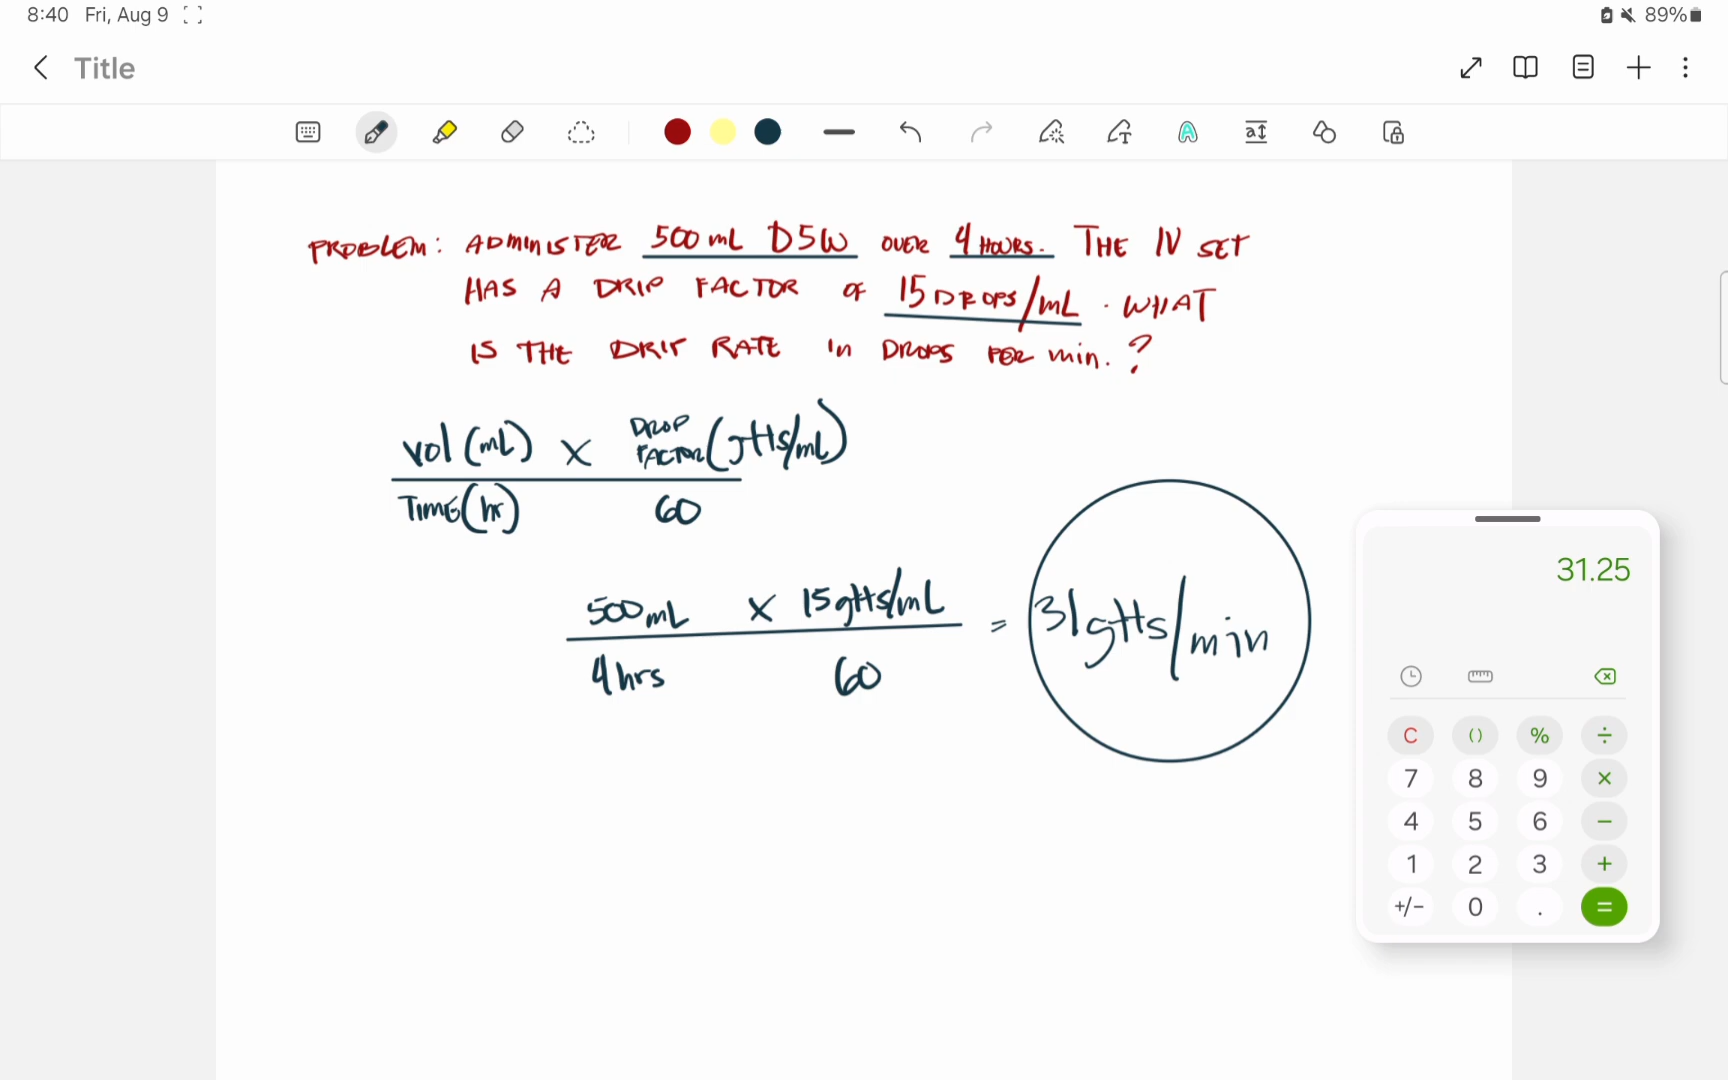 8:40 Fri, Aug 9 89%
Title
PROBLEM: ADMINISTER 500 mL D5W OVER 4 HOURS. THE IV SET
HAS A DRIP FACTOR OF 15 DROPS/mL. WHAT
IS THE DRIP RATE IN DROPS PER min.?
vol (mL) X DROP FACTOR (gtts/mL)
TIME (hr) 60
500 mL X 15 gtts/mL = 31 gtts/min
4 hrs 60
31.25
C () % ÷
7 8 9 ×
4 5 6 −
1 2 3 +
+/− 0 . =